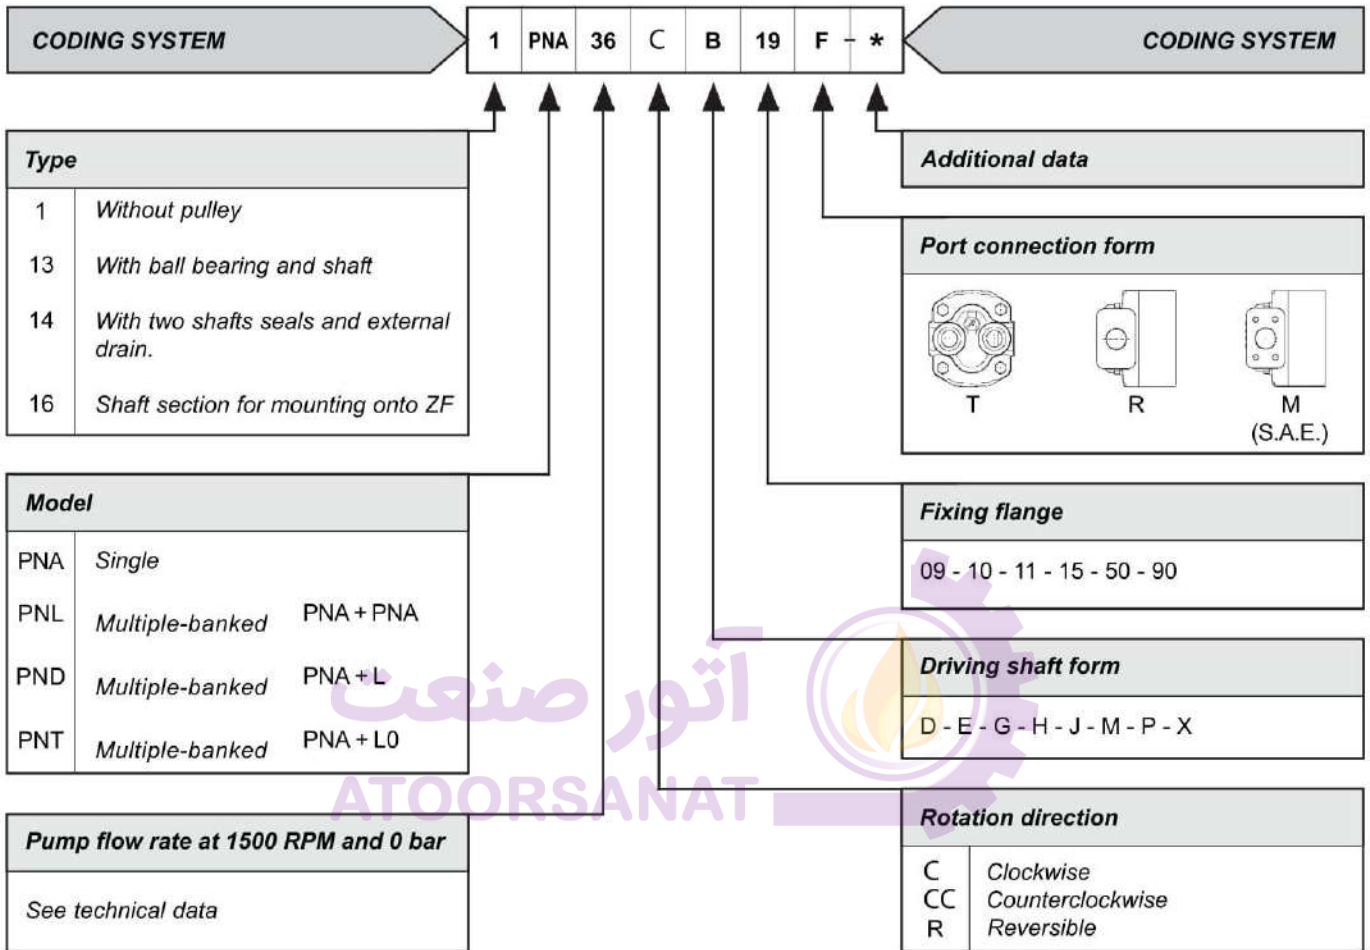 CODING SYSTEM
1 PNA 36 C B 19 F - *
CODING SYSTEM
Type
1 Without pulley
13 With ball bearing and shaft
14 With two shafts seals and external
drain.
16 Shaft section for mounting onto ZF
Model
PNA Single
PNL Multiple-banked PNA + PNA
PND Multiple-banked PNA + L
PNT Multiple-banked PNA + L0
Pump flow rate at 1500 RPM and 0 bar
See technical data
Additional data
Port connection form
T R M
(S.A.E.)
Fixing flange
09 - 10 - 11 - 15 - 50 - 90
Driving shaft form
D - E - G - H - J - M - P - X
Rotation direction
C Clockwise
CC Counterclockwise
R Reversible
آتور صنعت
ATOORSANAT